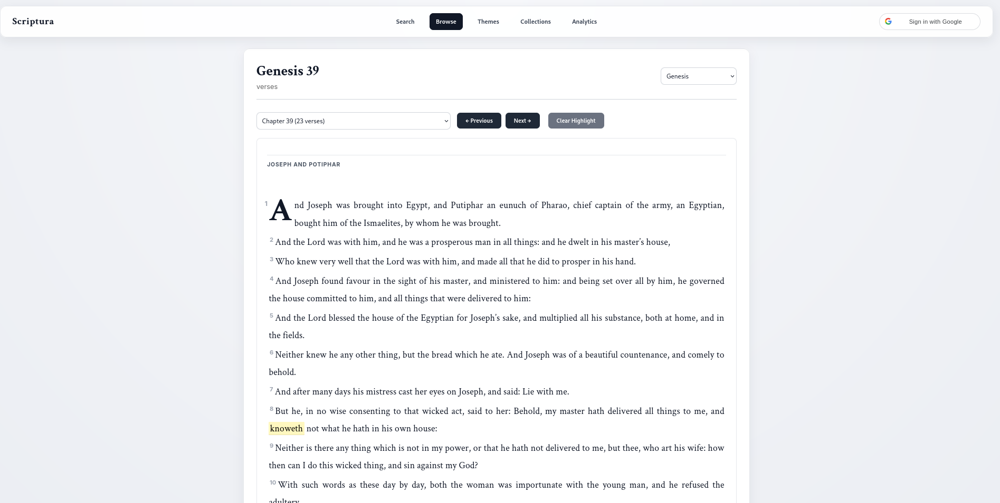 Scriptura
Search
Browse
Themes
Collections
Analytics
Sign in with Google
Genesis 39
verses
Genesis
Chapter 39 (23 verses)
← Previous
Next →
Clear Highlight
JOSEPH AND POTIPHAR
1 And Joseph was brought into Egypt, and Putiphar an eunuch of Pharao, chief captain of the army, an Egyptian,
bought him of the Ismaelites, by whom he was brought.
2 And the Lord was with him, and he was a prosperous man in all things: and he dwelt in his master’s house,
3 Who knew very well that the Lord was with him, and made all that he did to prosper in his hand.
4 And Joseph found favour in the sight of his master, and ministered to him: and being set over all by him, he governed
the house committed to him, and all things that were delivered to him:
5 And the Lord blessed the house of the Egyptian for Joseph’s sake, and multiplied all his substance, both at home, and in
the fields.
6 Neither knew he any other thing, but the bread which he ate. And Joseph was of a beautiful countenance, and comely to
behold.
7 And after many days his mistress cast her eyes on Joseph, and said: Lie with me.
8 But he, in no wise consenting to that wicked act, said to her: Behold, my master hath delivered all things to me, and
knoweth not what he hath in his own house:
9 Neither is there any thing which is not in my power, or that he hath not delivered to me, but thee, who art his wife: how
then can I do this wicked thing, and sin against my God?
10 With such words as these day by day, both the woman was importunate with the young man, and he refused the
adultery.